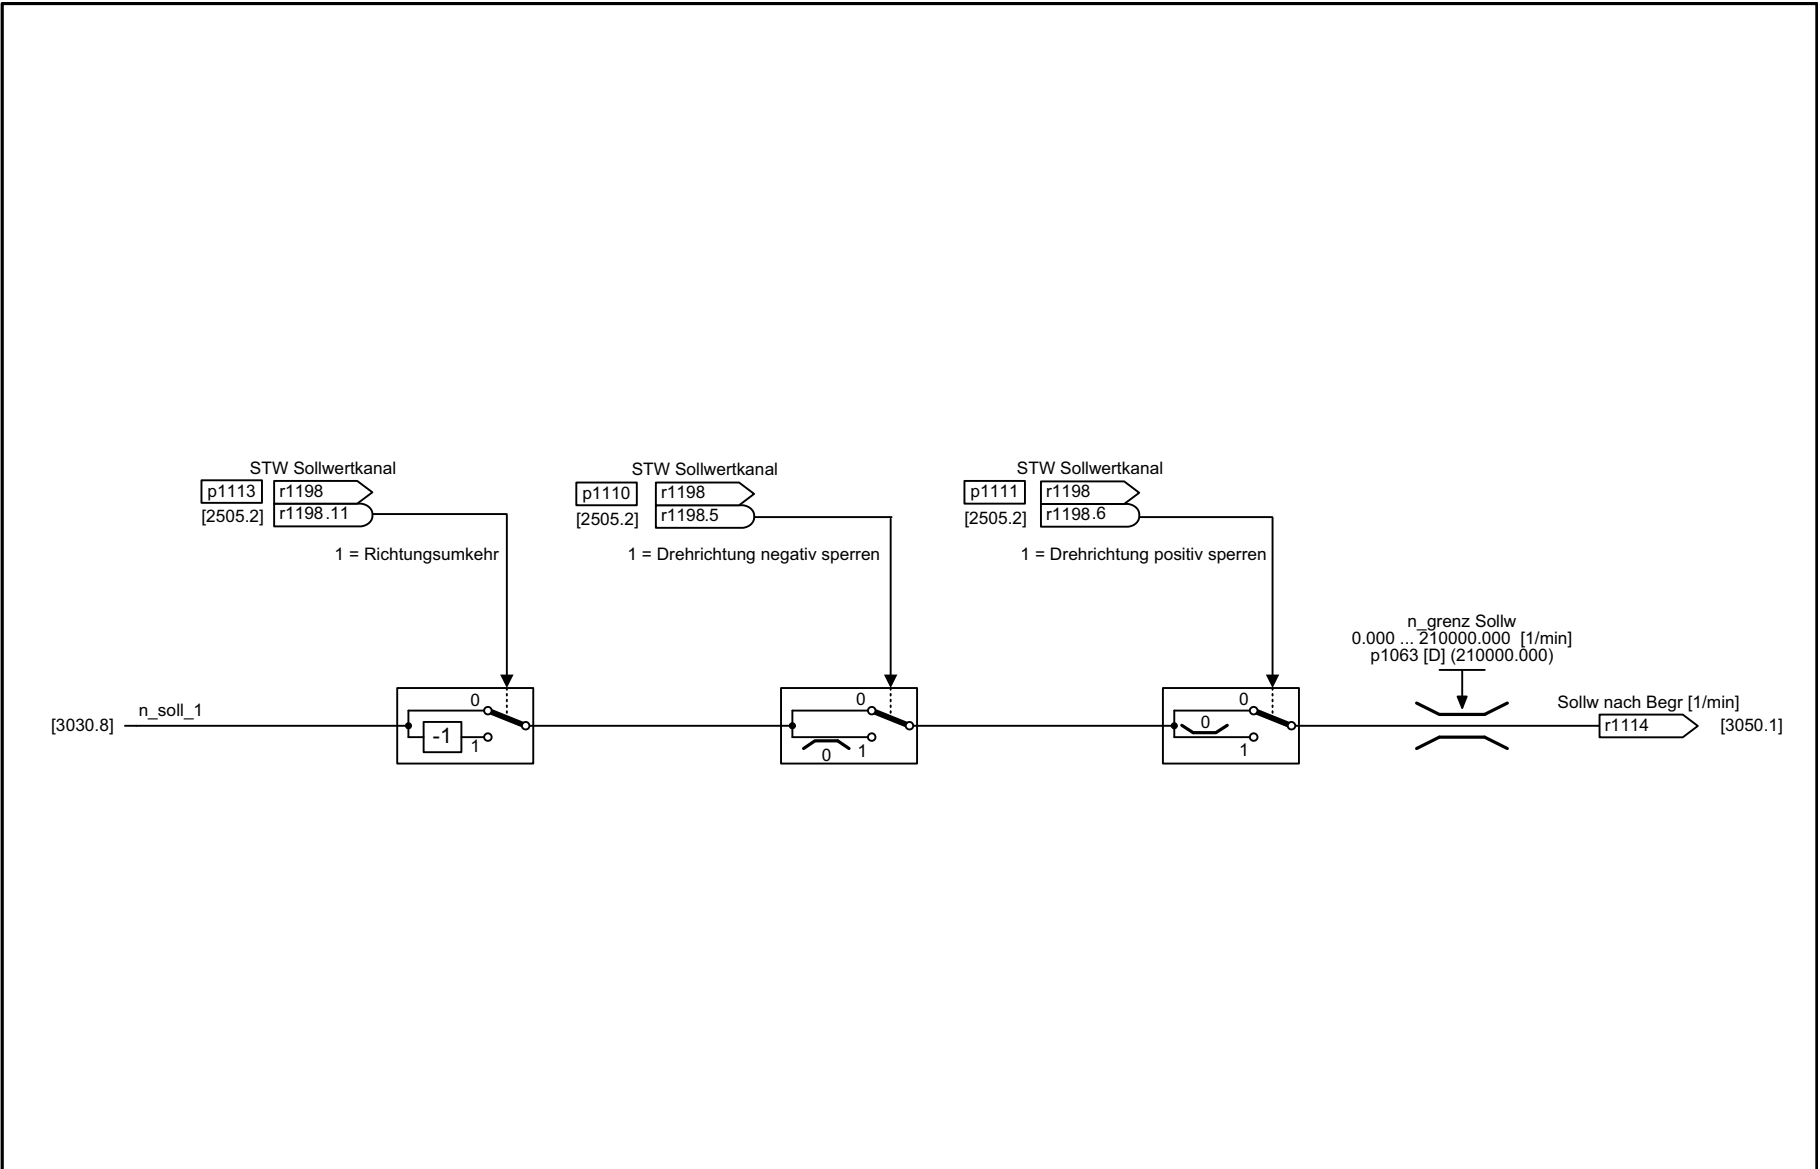 STW Sollwertkanal
p1113 r1198
[2505.2] r1198.11
1 = Richtungsumkehr
STW Sollwertkanal
p1110 r1198
[2505.2] r1198.5
1 = Drehrichtung negativ sperren
STW Sollwertkanal
p1111 r1198
[2505.2] r1198.6
1 = Drehrichtung positiv sperren
n_grenz Sollw
0.000 ... 210000.000 [1/min]
p1063 [D] (210000.000)
[3030.8]
n_soll_1
0
-1
1
0
0
1
0
0
1
Sollw nach Begr [1/min]
r1114
[3050.1]